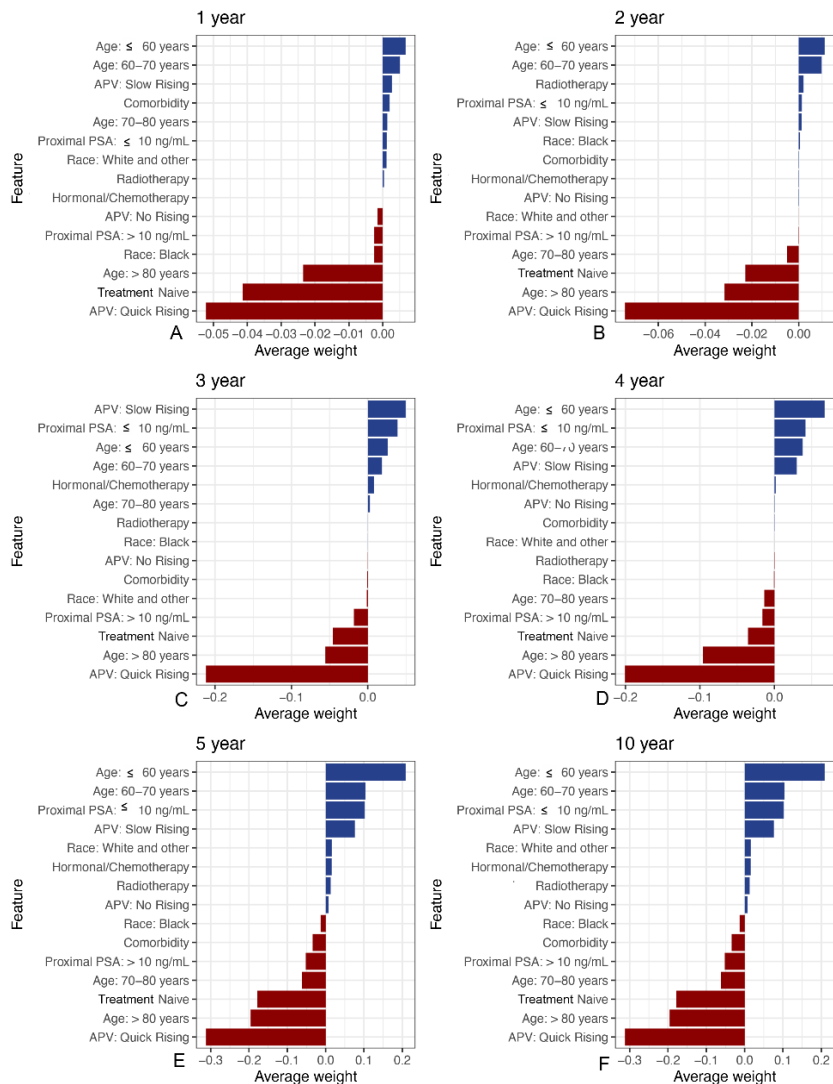 1 year
Age: ≤ 60 years
Age: 60−70 years
APV: Slow Rising
Comorbidity
Age: 70−80 years
Proximal PSA: ≤ 10 ng/mL
Race: White and other
Radiotherapy
Hormonal/Chemotherapy
APV: No Rising
Proximal PSA: > 10 ng/mL
Race: Black
Age: > 80 years
Treatment Naive
APV: Quick Rising
Feature
A
−0.05 −0.04 −0.03 −0.02 −0.01 0.00
Average weight
2 year
Age: ≤ 60 years
Age: 60−70 years
Radiotherapy
Proximal PSA: ≤ 10 ng/mL
APV: Slow Rising
Race: Black
Comorbidity
Hormonal/Chemotherapy
APV: No Rising
Race: White and other
Proximal PSA: > 10 ng/mL
Age: 70−80 years
Treatment Naive
Age: > 80 years
APV: Quick Rising
Feature
B
−0.06 −0.04 −0.02 0.00
Average weight
3 year
APV: Slow Rising
Proximal PSA: ≤ 10 ng/mL
Age: ≤ 60 years
Age: 60−70 years
Hormonal/Chemotherapy
Age: 70−80 years
Radiotherapy
Race: Black
APV: No Rising
Comorbidity
Race: White and other
Proximal PSA: > 10 ng/mL
Treatment Naive
Age: > 80 years
APV: Quick Rising
Feature
C
−0.2 −0.1 0.0
Average weight
4 year
Age: ≤ 60 years
Proximal PSA: ≤ 10 ng/mL
Age: 60−70 years
APV: Slow Rising
Hormonal/Chemotherapy
APV: No Rising
Comorbidity
Race: White and other
Radiotherapy
Race: Black
Age: 70−80 years
Proximal PSA: > 10 ng/mL
Treatment Naive
Age: > 80 years
APV: Quick Rising
Feature
D
−0.2 −0.1 0.0
Average weight
5 year
Age: ≤ 60 years
Age: 60−70 years
Proximal PSA: ≤ 10 ng/mL
APV: Slow Rising
Race: White and other
Hormonal/Chemotherapy
Radiotherapy
APV: No Rising
Race: Black
Comorbidity
Proximal PSA: > 10 ng/mL
Age: 70−80 years
Treatment Naive
Age: > 80 years
APV: Quick Rising
Feature
E
−0.3 −0.2 −0.1 0.0 0.1 0.2
Average weight
10 year
Age: ≤ 60 years
Age: 60−70 years
Proximal PSA: ≤ 10 ng/mL
APV: Slow Rising
Race: White and other
Hormonal/Chemotherapy
Radiotherapy
APV: No Rising
Race: Black
Comorbidity
Proximal PSA: > 10 ng/mL
Age: 70−80 years
Treatment Naive
Age: > 80 years
APV: Quick Rising
Feature
F
−0.3 −0.2 −0.1 0.0 0.1 0.2
Average weight